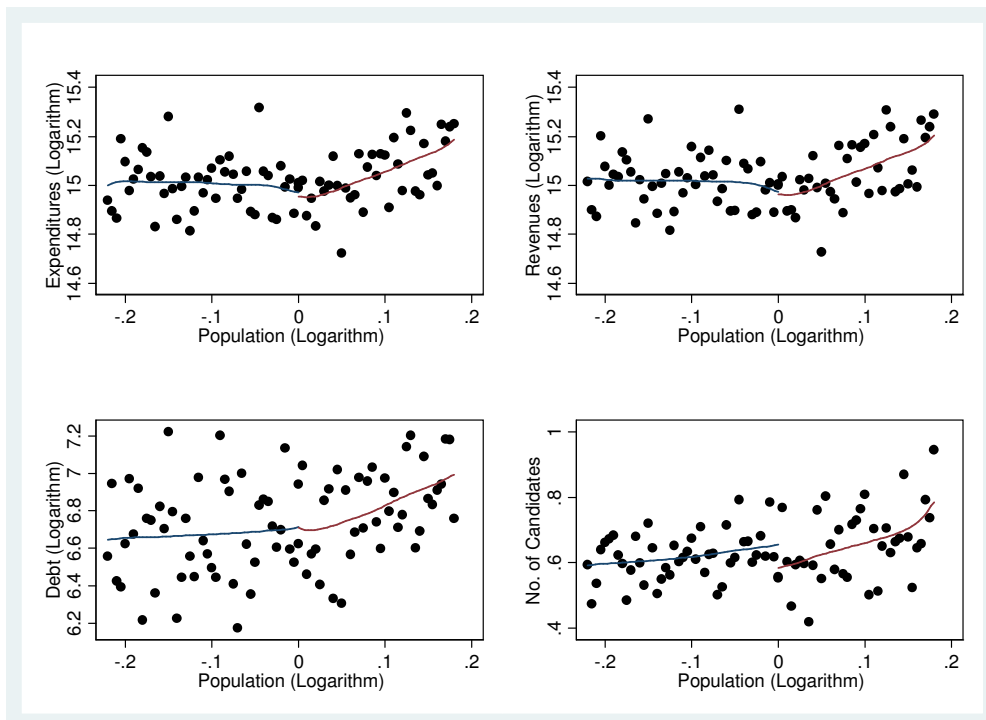 Expenditures (Logarithm)
15.4
15.2
15
14.8
14.6
-.2 -.1 0 .1 .2
Population (Logarithm)
Revenues (Logarithm)
15.4
15.2
15
14.8
14.6
-.2 -.1 0 .1 .2
Population (Logarithm)
Debt (Logarithm)
7.2
7
6.8
6.6
6.4
6.2
-.2 -.1 0 .1 .2
Population (Logarithm)
No. of Candidates
1
.8
.6
.4
-.2 -.1 0 .1 .2
Population (Logarithm)